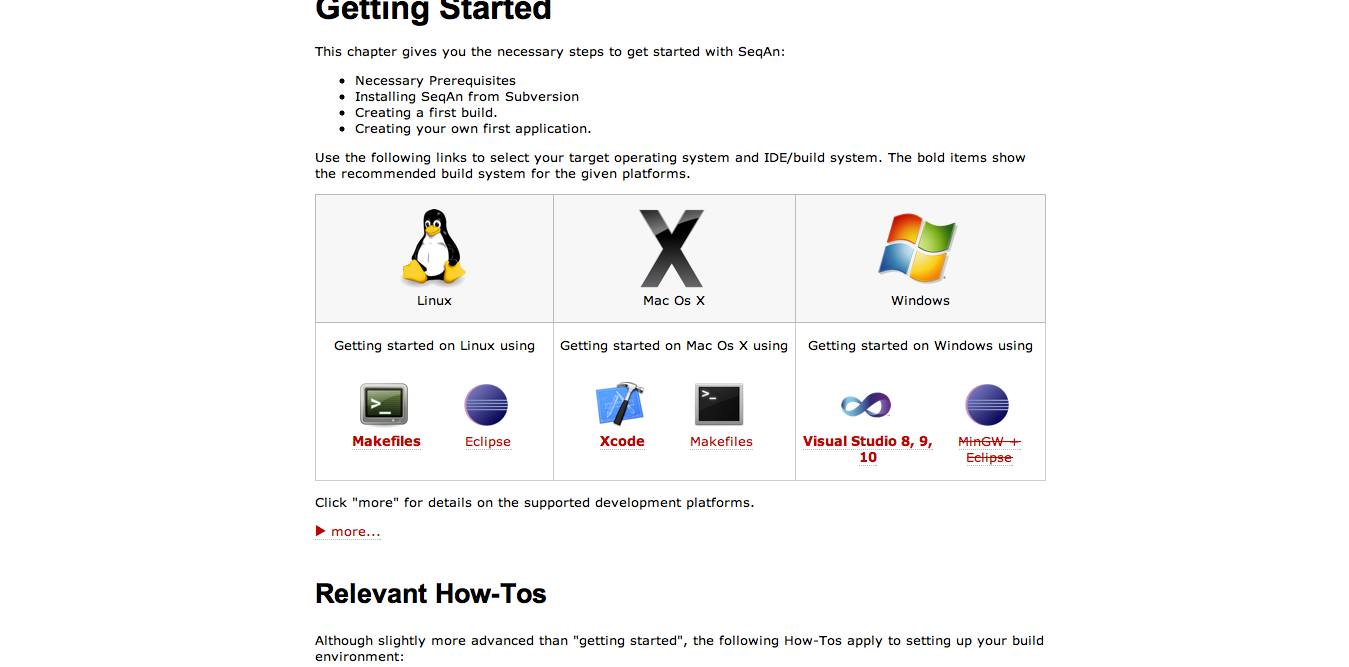 Getting Started
This chapter gives you the necessary steps to get started with SeqAn:
Necessary Prerequisites
Installing SeqAn from Subversion
Creating a first build.
Creating your own first application.
Use the following links to select your target operating system and IDE/build system. The bold items show
the recommended build system for the given platforms.
Linux
Mac Os X
Windows
Getting started on Linux using
Getting started on Mac Os X using
Getting started on Windows using
Makefiles
Eclipse
Xcode
Makefiles
Visual Studio 8, 9,
10
MinGW +
Eclipse
Click "more" for details on the supported development platforms.
more...
Relevant How-Tos
Although slightly more advanced than "getting started", the following How-Tos apply to setting up your build
environment: